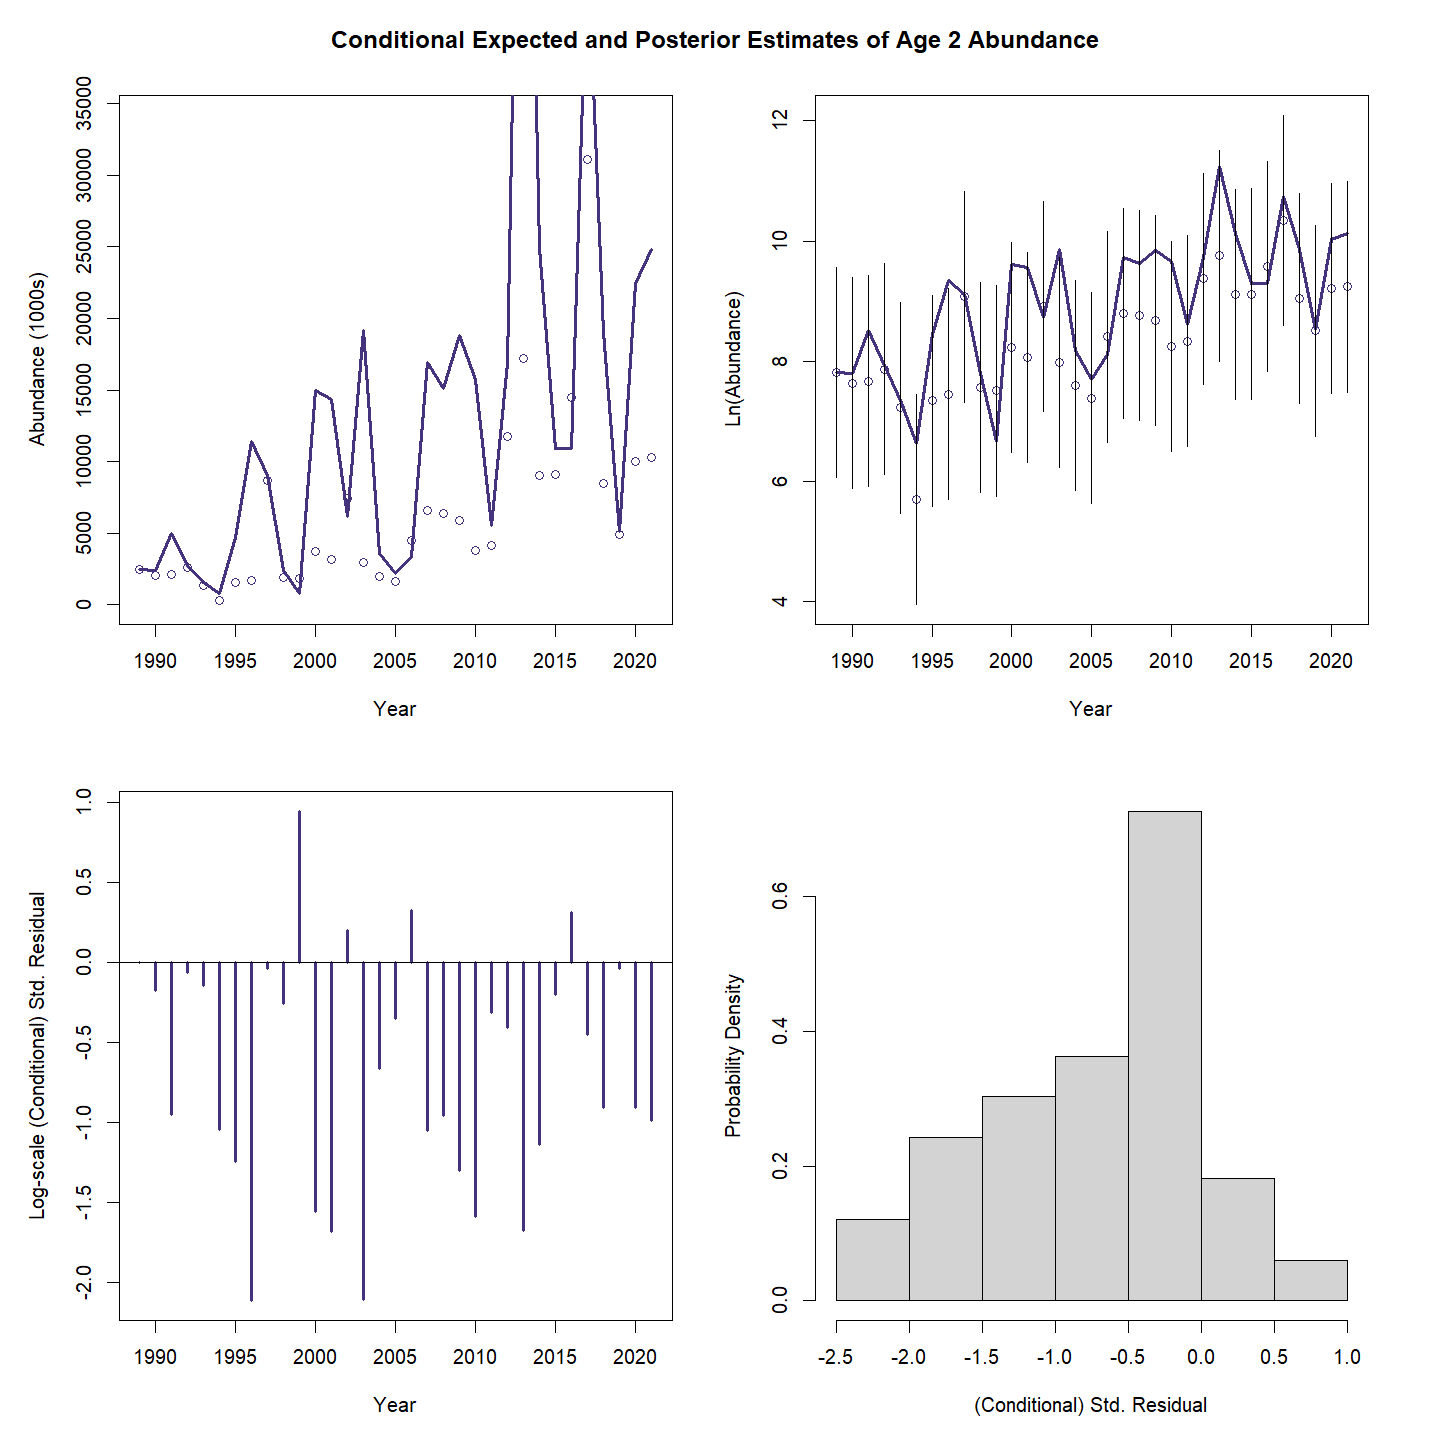 Conditional Expected and Posterior Estimates of Age 2 Abundance
Abundance (1000s)
35000
30000
25000
20000
15000
10000
5000
0
1990 1995 2000 2005 2010 2015 2020
Year
Ln(Abundance)
12
10
8
6
4
1990 1995 2000 2005 2010 2015 2020
Year
Log-scale (Conditional) Std. Residual
1.0
0.5
0.0
-0.5
-1.0
-1.5
-2.0
1990 1995 2000 2005 2010 2015 2020
Year
Probability Density
0.6
0.4
0.2
0.0
-2.5 -2.0 -1.5 -1.0 -0.5 0.0 0.5 1.0
(Conditional) Std. Residual